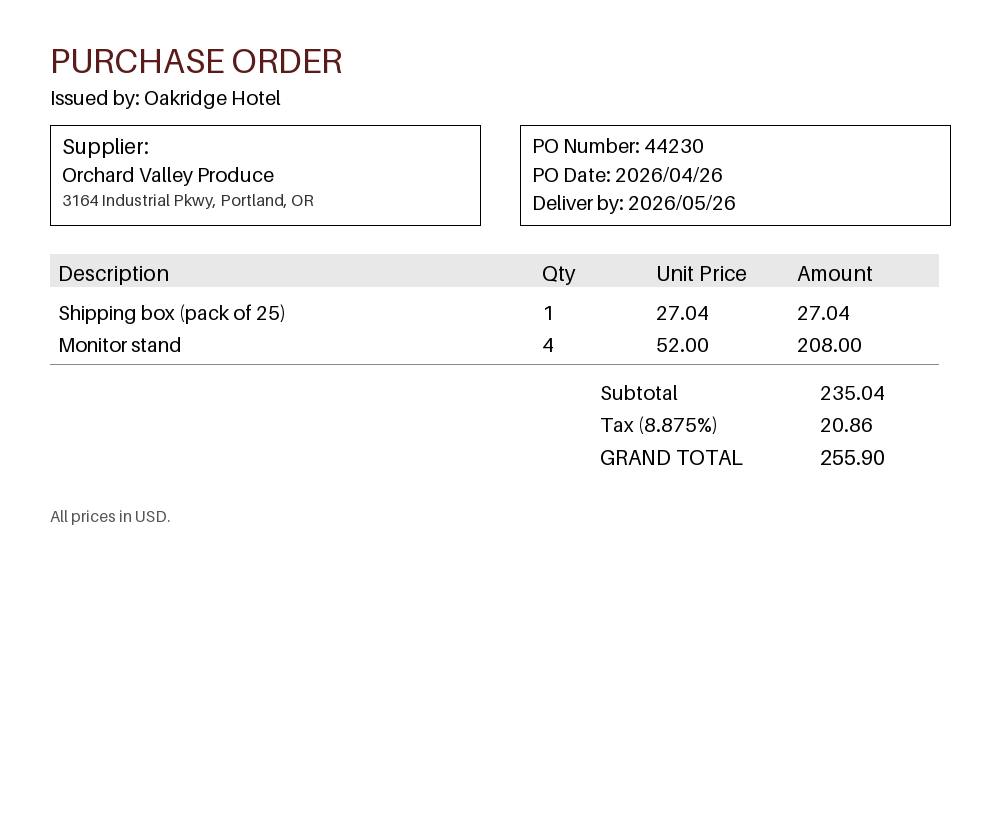 PURCHASE ORDER
Issued by: Oakridge Hotel
Supplier:
Orchard Valley Produce
3164 Industrial Pkwy, Portland, OR
PO Number: 44230
PO Date: 2026/04/26
Deliver by: 2026/05/26
Description Qty Unit Price Amount
Shipping box (pack of 25) 1 27.04 27.04
Monitor stand 4 52.00 208.00
Subtotal 235.04
Tax (8.875%) 20.86
GRAND TOTAL 255.90
All prices in USD.